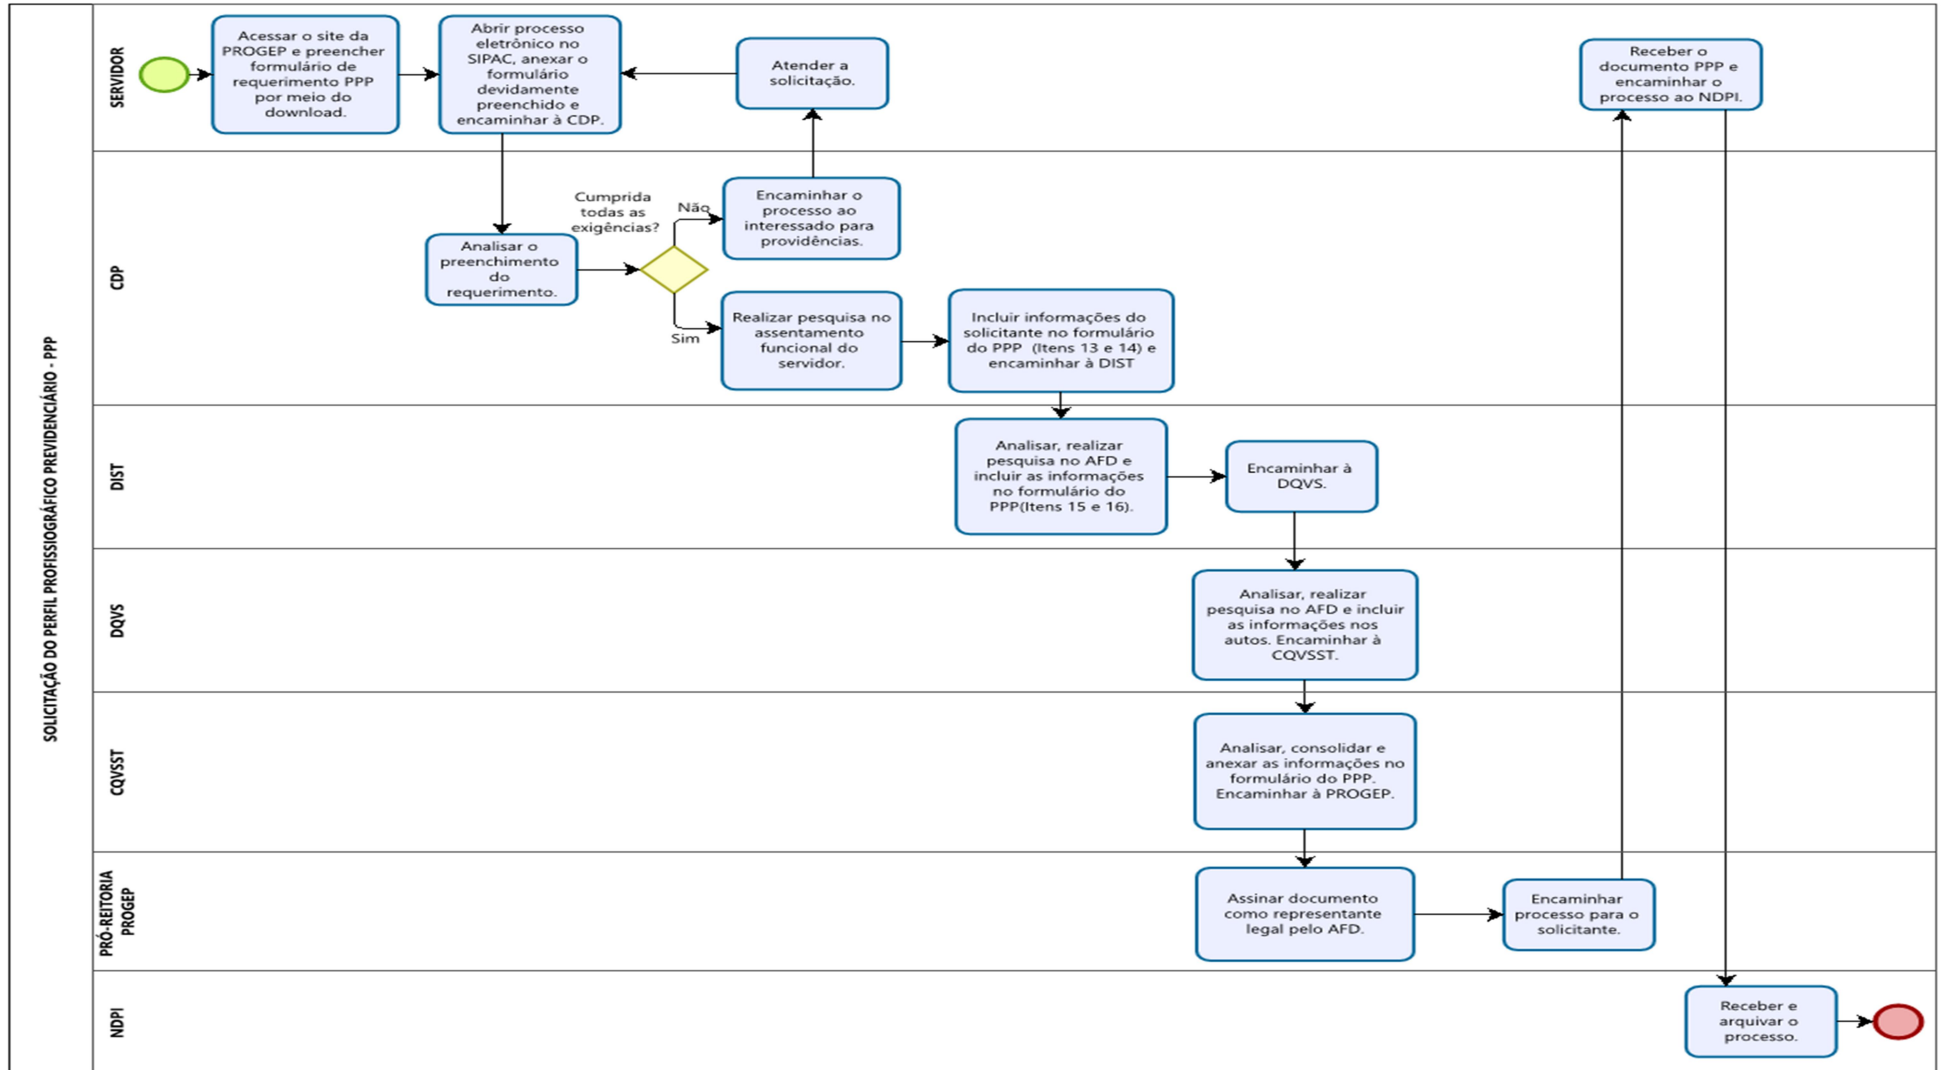 SOLICITAÇÃO DO PERFIL PROFISSIOGRÁFICO PREVIDENCIÁRIO - PPP
SERVIDOR
Acessar o site da
PROGEP e preencher
formulário de
requerimento PPP
por meio do
download.
Abrir processo
eletrônico no
SIPAC, anexar o
formulário
devidamente
preenchido e
encaminhar à CDP.
Atender a
solicitação.
Receber o
documento PPP e
encaminhar o
processo ao NDPI.
CDP
Analisar o
preenchimento
do
requerimento.
Cumprida
todas as
exigências?
Não
Encaminhar o
processo ao
interessado para
providências.
Sim
Realizar pesquisa no
assentamento
funcional do
servidor.
Incluir informações do
solicitante no formulário
do PPP (Itens 13 e 14) e
encaminhar à DIST
DIST
Analisar, realizar
pesquisa no AFD e
incluir as informações
no formulário do
PPP(Itens 15 e 16).
Encaminhar à
DQVS.
DQVS
Analisar, realizar
pesquisa no AFD e incluir
as informações nos
autos. Encaminhar à
CQVSST.
CQVSST
Analisar, consolidar e
anexar as informações no
formulário do PPP.
Encaminhar à PROGEP.
PRÓ-REITORIA
PROGEP
Assinar documento
como representante
legal pelo AFD.
Encaminhar
processo para o
solicitante.
NDPI
Receber e
arquivar o
processo.